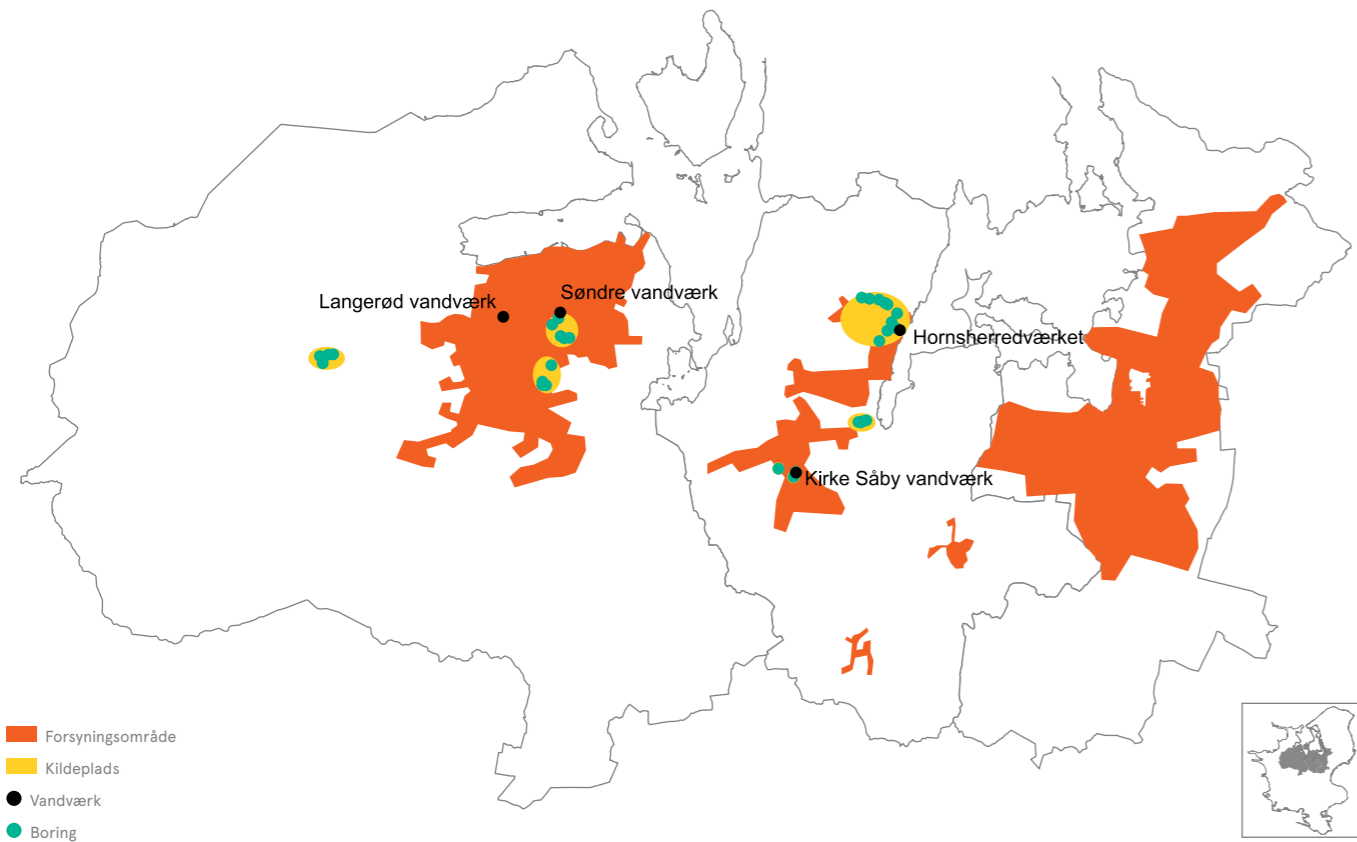 Søndre vandværk
Langerød vandværk
Hornsherredværket
Kirke Såby vandværk
Forsyningsområde
Kildeplads
Vandværk
Boring